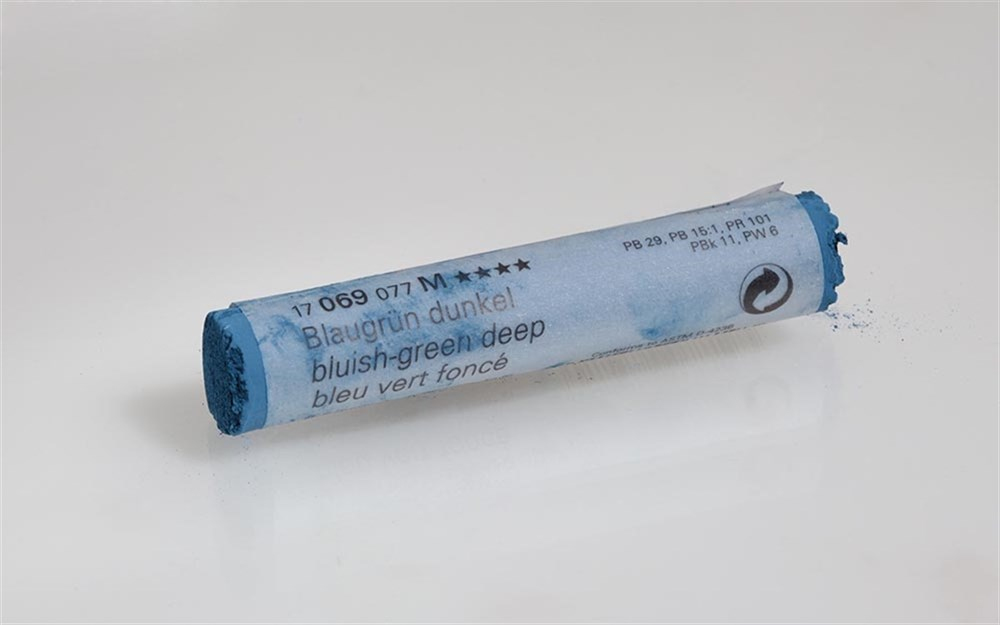 17 069 077 M ★★★★
Blaugrün dunkel
bluish-green deep
bleu vert foncé
PB 29, PB 15:1, PR 101
PBk 11, PW 6